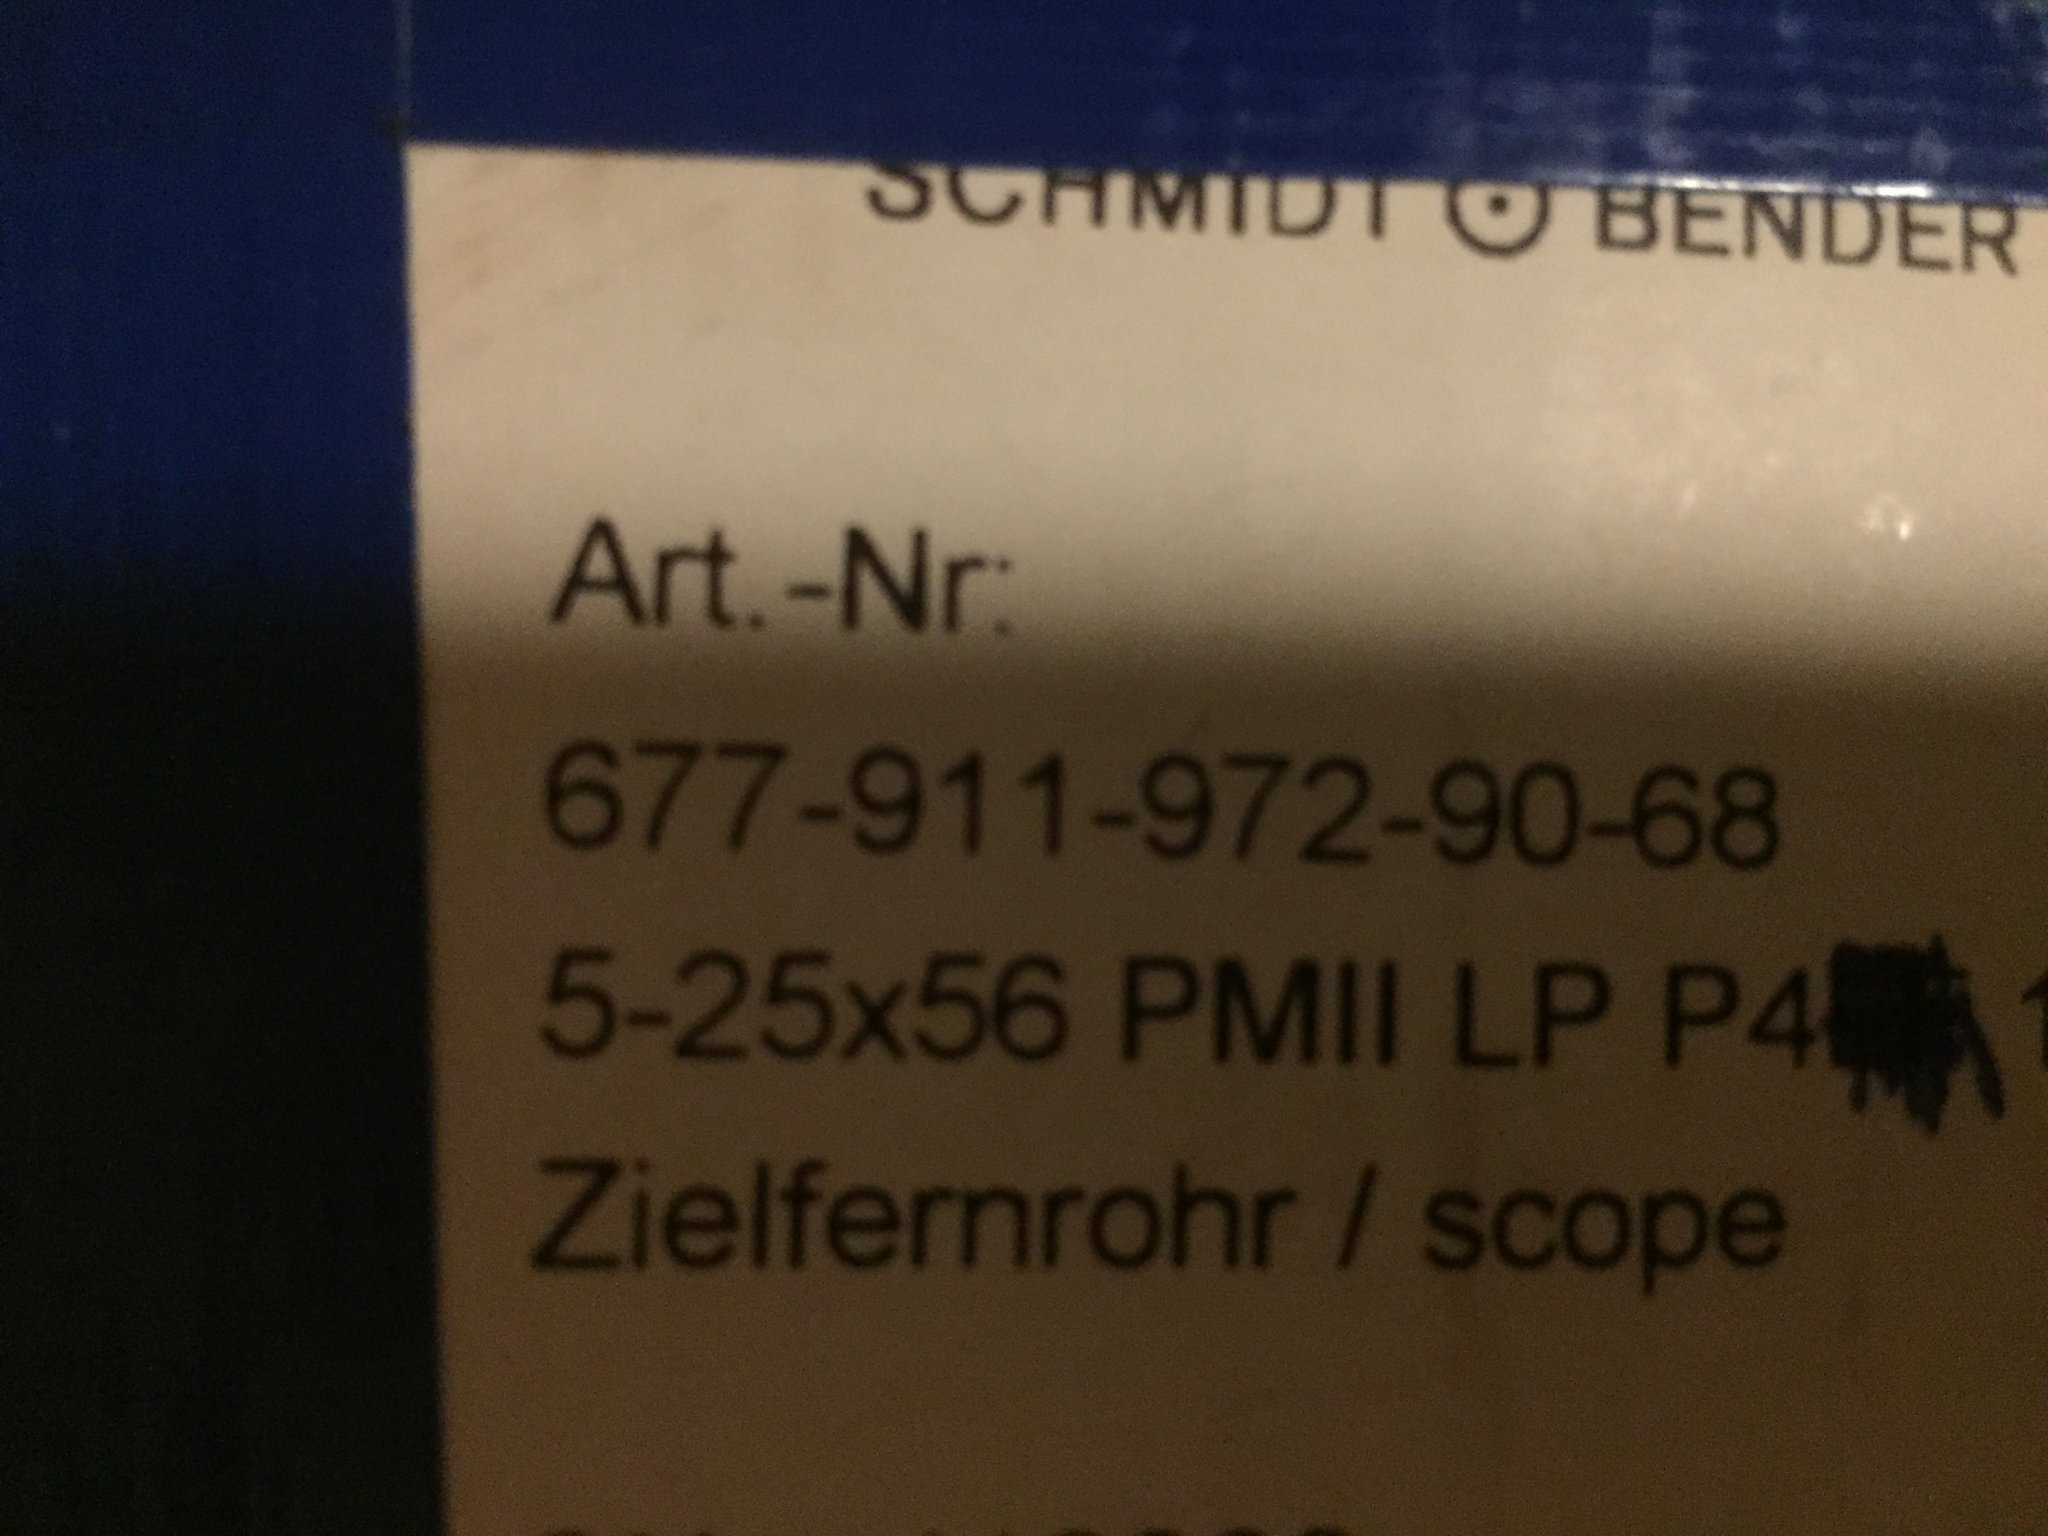 SCHMIDT BENDER
Art.-Nr:
677-911-972-90-68
5-25x56 PMII LP P4
Zielfernrohr / scope